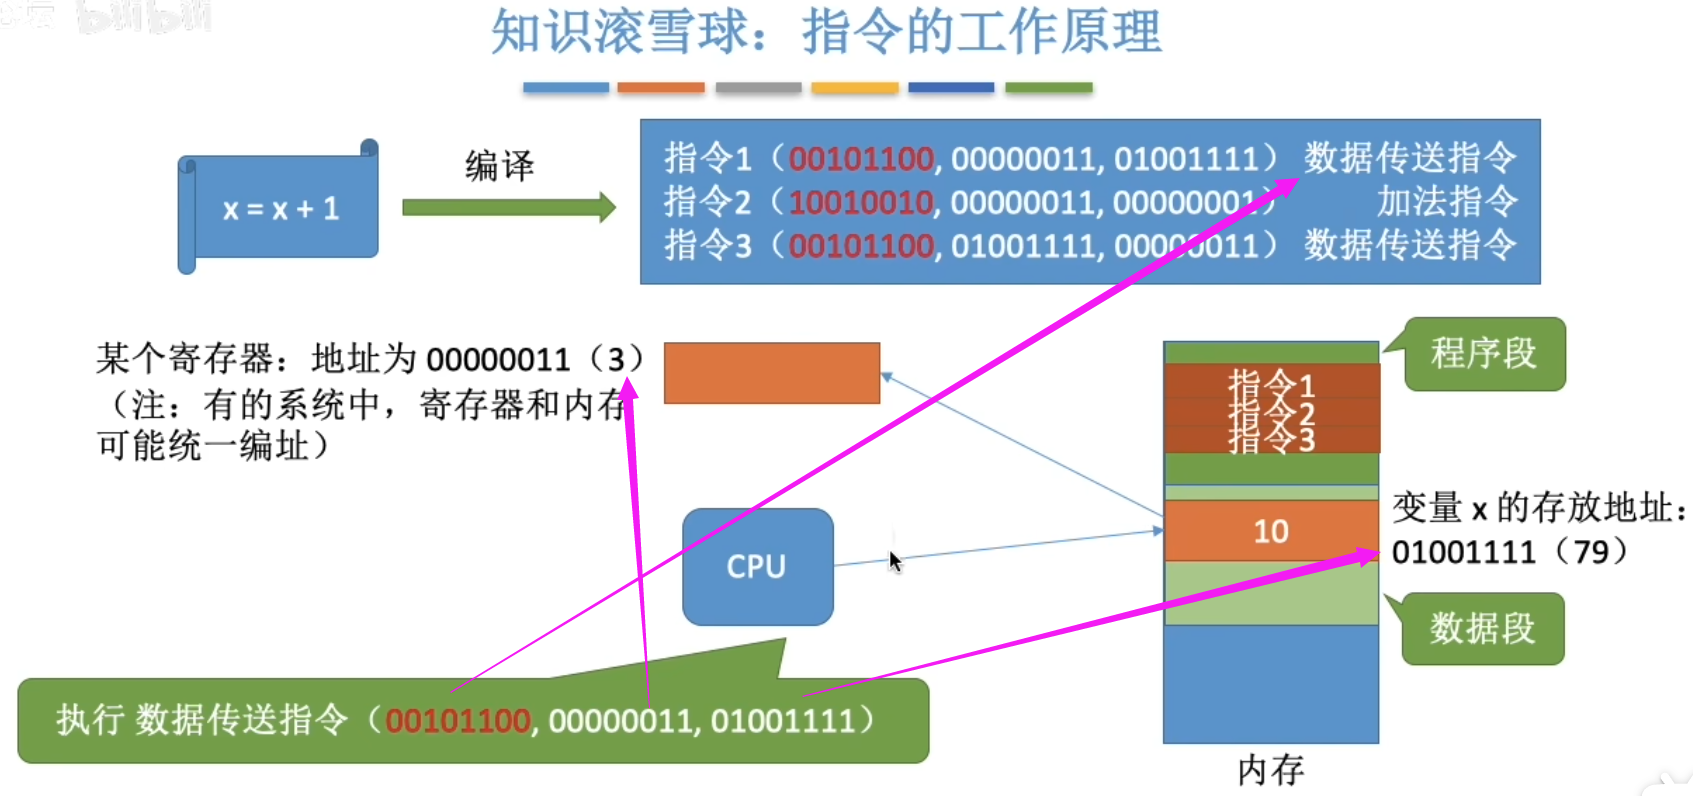 bilibili
知识滚雪球：指令的工作原理
x = x + 1
编译
指令1（00101100, 00000011, 01001111） 数据传送指令
指令2（10010010, 00000011, 00000001） 加法指令
指令3（00101100, 01001111, 00000011） 数据传送指令
某个寄存器：地址为 00000011（3）
（注：有的系统中，寄存器和内存
可能统一编址）
程序段
指令1
指令2
指令3
10
变量 x 的存放地址：
01001111（79）
CPU
数据段
执行 数据传送指令（00101100, 00000011, 01001111）
内存